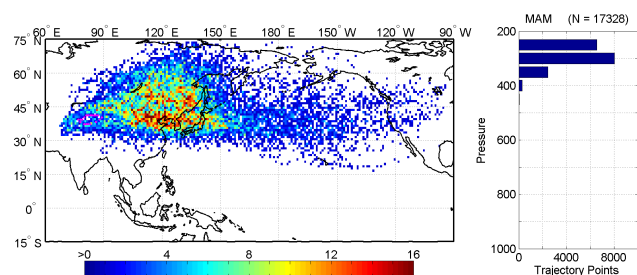 60° E 90° E 120° E 150° E 180° W 150° W 120° W 90° W
75° N
60° N
45° N
30° N
15° N
0°
15° S
>0 4 8 12 16
MAM (N = 17328)
200
400
600
800
1000
Pressure
0 4000 8000
Trajectory Points